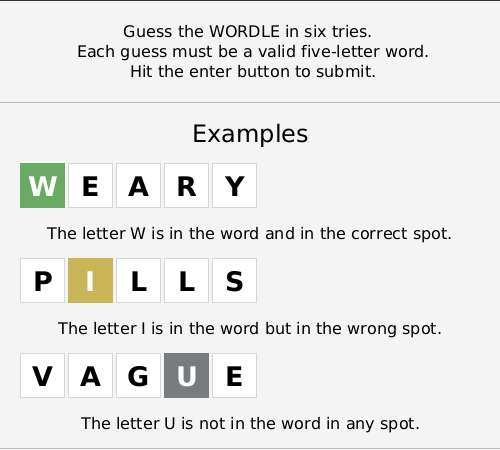 Guess the WORDLE in six tries.
Each guess must be a valid five-letter word.
Hit the enter button to submit.
Examples
W E A R Y
The letter W is in the word and in the correct spot.
P I L L S
The letter I is in the word but in the wrong spot.
V A G U E
The letter U is not in the word in any spot.